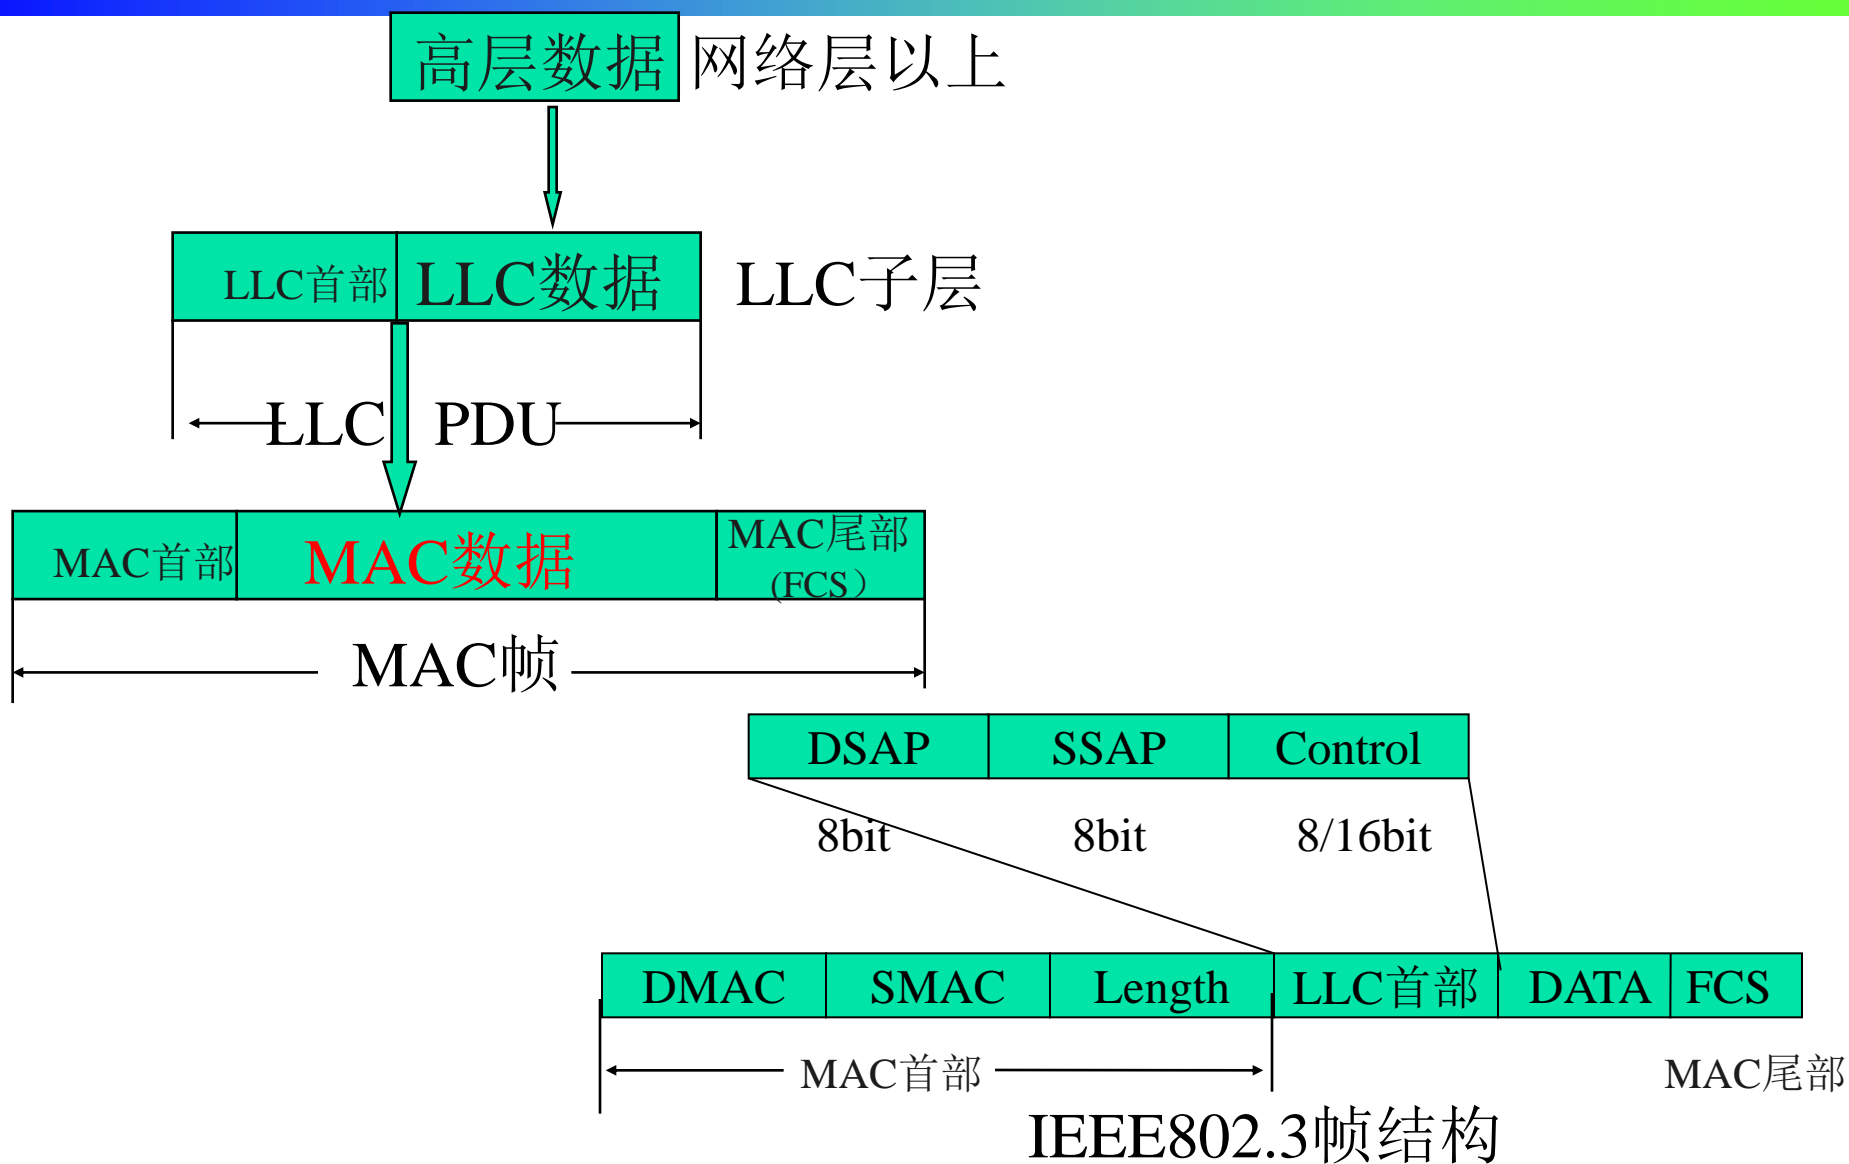 高层数据 网络层以上
LLC首部 LLC数据 LLC子层
LLC PDU
MAC首部 MAC数据 MAC尾部
(FCS）
MAC帧
DSAP SSAP Control
8bit 8bit 8/16bit
DMAC SMAC Length LLC首部 DATA FCS
MAC首部 MAC尾部
IEEE802.3帧结构